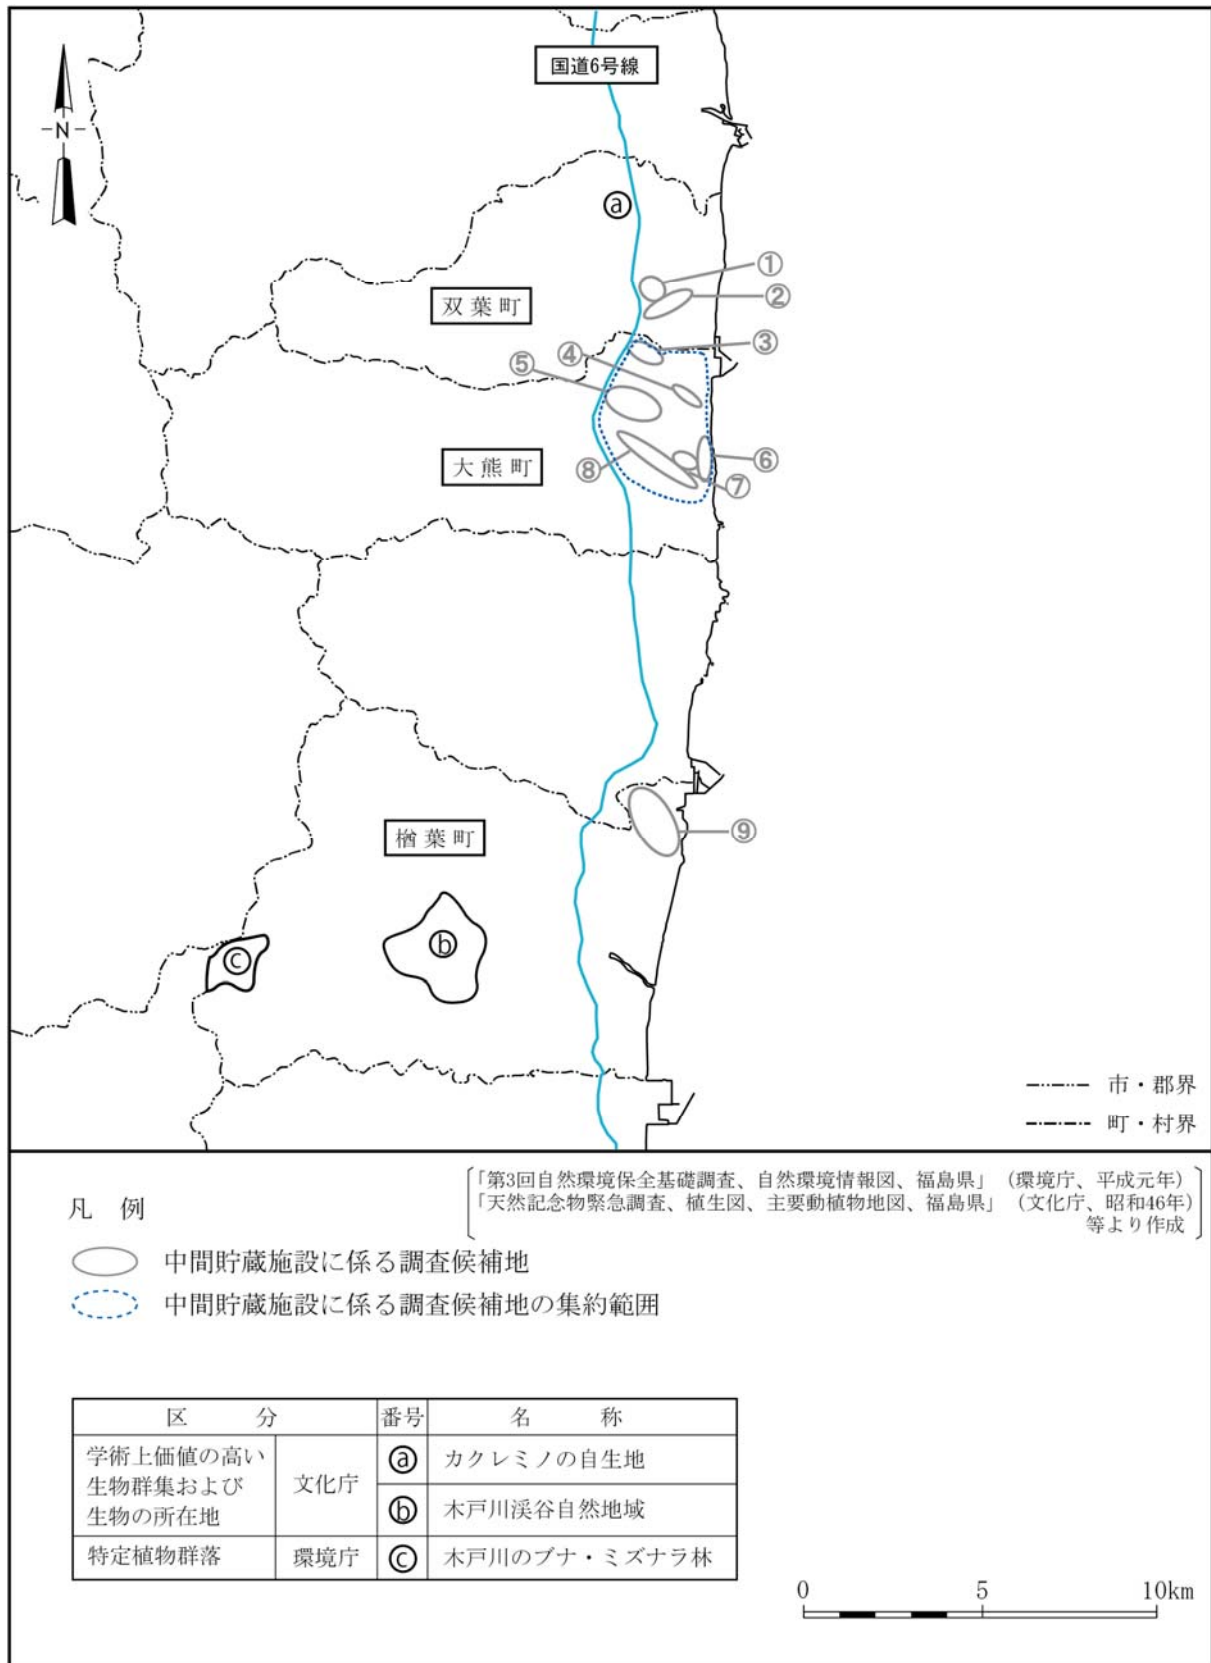 国道6号線
N
ⓐ
①
②
双葉町
③
④
⑤
大熊町
⑥
⑦
⑧
楢葉町
⑨
ⓑ
ⓒ
市・郡界
町・村界
「第3回自然環境保全基礎調査、自然環境情報図、福島県」（環境庁、平成元年）
「天然記念物緊急調査、植生図、主要動植物地図、福島県」（文化庁、昭和46年）
等より作成
凡 例
中間貯蔵施設に係る調査候補地
中間貯蔵施設に係る調査候補地の集約範囲
区 分 番号 名 称
学術上価値の高い
生物群集および
生物の所在地
文化庁
ⓐ カクレミノの自生地
ⓑ 木戸川渓谷自然地域
特定植物群落 環境庁 ⓒ 木戸川のブナ・ミズナラ林
0 5 10km